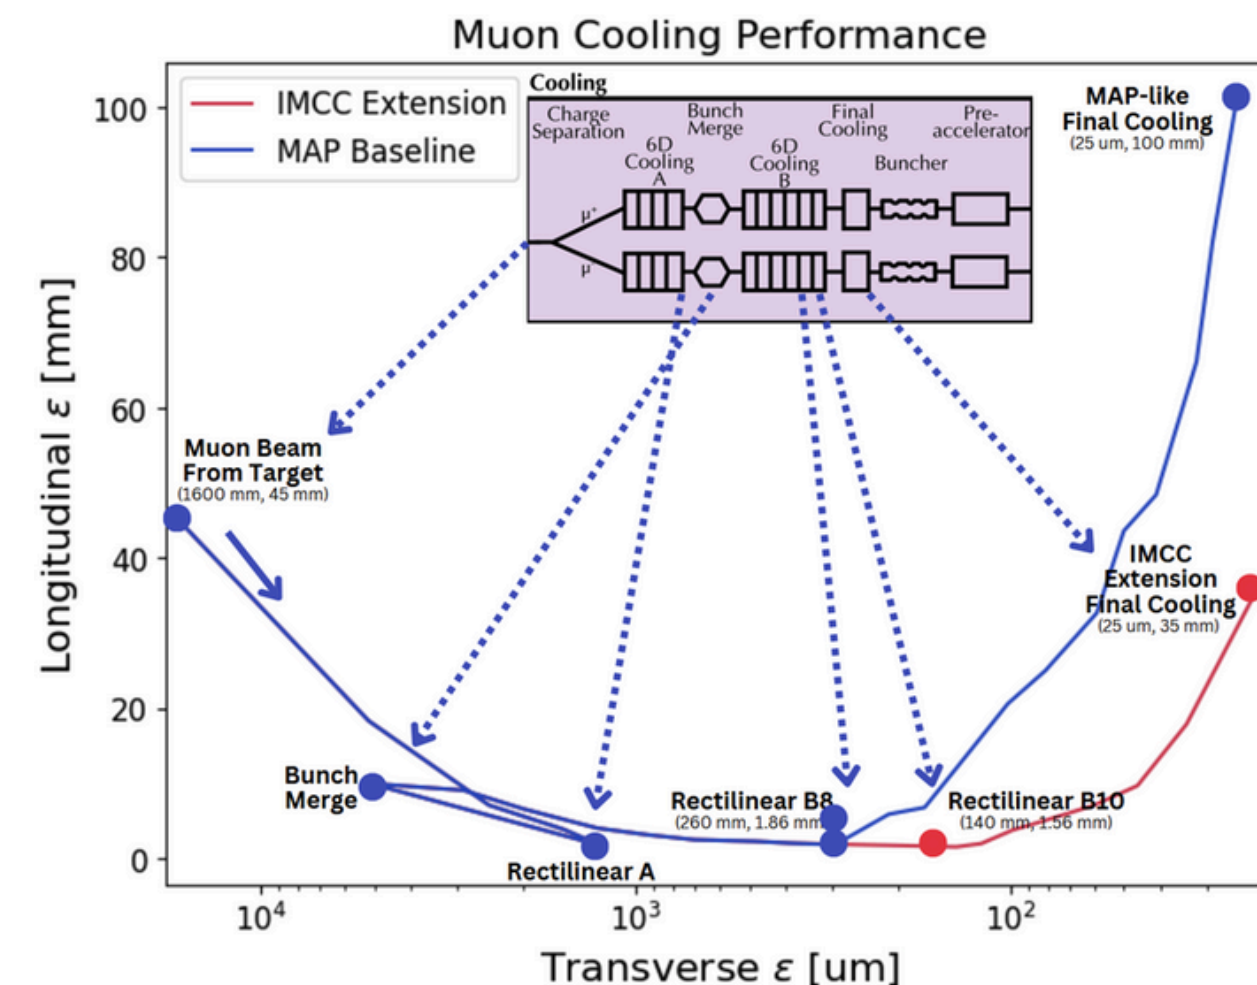 Muon Cooling Performance
IMCC Extension
MAP Baseline
Cooling
Charge
Separation
Bunch
Merge
Final
Cooling
Pre-
accelerator
6D
Cooling
A
6D
Cooling
B
Buncher
μ⁺
μ
MAP-like
Final Cooling
(25 um, 100 mm)
Muon Beam
From Target
(1600 mm, 45 mm)
IMCC
Extension
Final Cooling
(25 um, 35 mm)
Bunch
Merge
Rectilinear A
Rectilinear B8
(260 mm, 1.86 mm
Rectilinear B10
(140 mm, 1.56 mm)
Longitudinal ε [mm]
100
80
60
40
20
0
10⁴
10³
10²
Transverse ε [um]